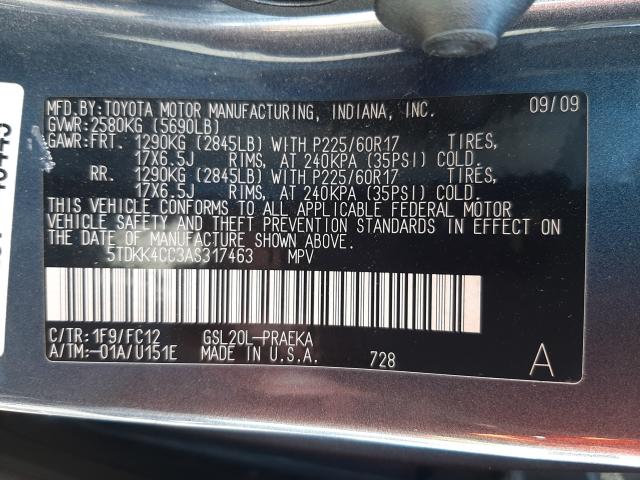 MFD.BY:TOYOTA MOTOR MANUFACTURING, INDIANA, INC. 09/09
GVWR:2580KG (5690LB)
GAWR:FRT. 1290KG (2845LB) WITH P225/60R17 TIRES,
17X6.5J RIMS, AT 240KPA (35PSI) COLD.
RR. 1290KG (2845LB) WITH P225/60R17 TIRES,
17X6.5J RIMS, AT 240KPA (35PSI) COLD.
THIS VEHICLE CONFORMS TO ALL APPLICABLE FEDERAL MOTOR
VEHICLE SAFETY AND THEFT PREVENTION STANDARDS IN EFFECT ON
THE DATE OF MANUFACTURE SHOWN ABOVE.
5TDKK4CC3AS317463 MPV
C/TR:1F9/FC12 GSL20L-PRAEKA
A/TM:-01A/U151E MADE IN U.S.A. 728 A